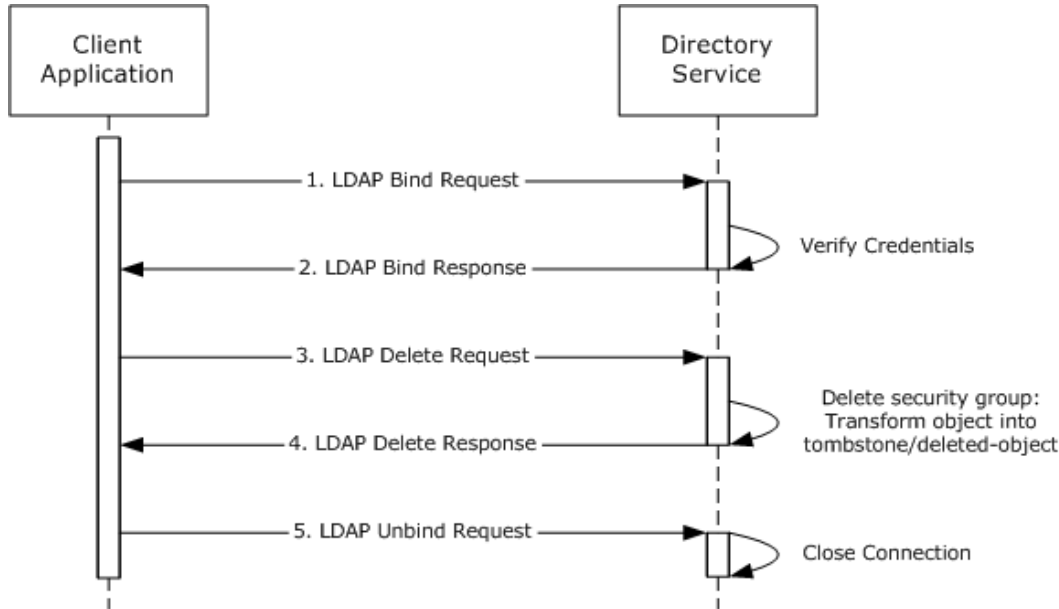 Client
Application
Directory
Service
1. LDAP Bind Request
Verify Credentials
2. LDAP Bind Response
3. LDAP Delete Request
Delete security group:
Transform object into
tombstone/deleted-object
4. LDAP Delete Response
5. LDAP Unbind Request
Close Connection